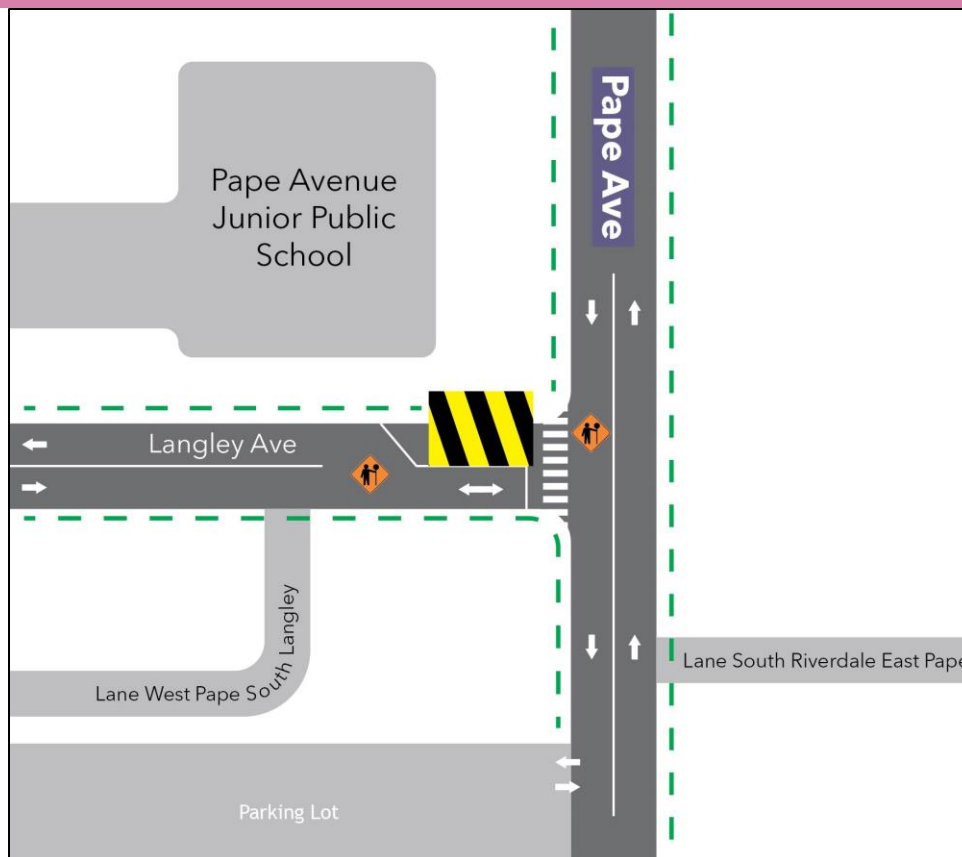 Pape Ave
Pape Avenue
Junior Public
School
Langley Ave
Lane West Pape South Langley
Lane South Riverdale East Pape
Parking Lot